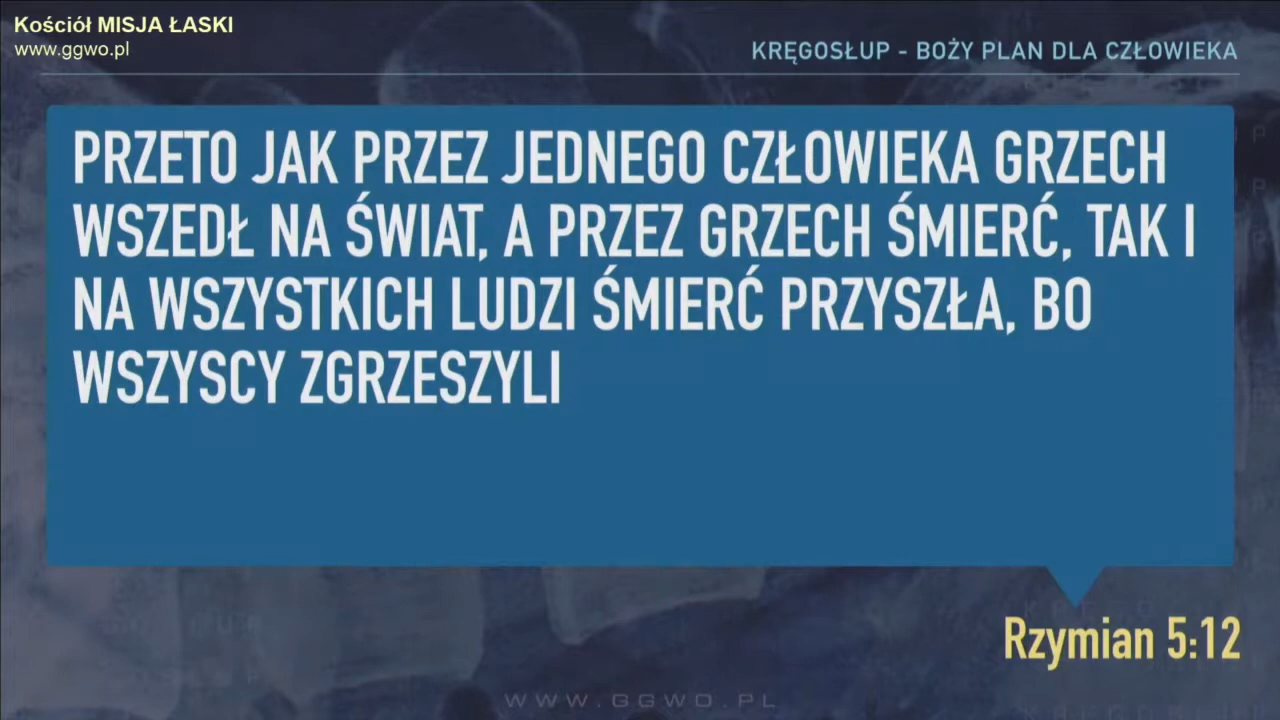 Kościół MISJA ŁASKI
www.ggwo.pl
KRĘGOSŁUP - BOŻY PLAN DLA CZŁOWIEKA
PRZETO JAK PRZEZ JEDNEGO CZŁOWIEKA GRZECH
WSZEDŁ NA ŚWIAT, A PRZEZ GRZECH ŚMIERĆ, TAK I
NA WSZYSTKICH LUDZI ŚMIERĆ PRZYSZŁA, BO
WSZYSCY ZGRZESZYLI
Rzymian 5:12
WWW.GGWO.PL